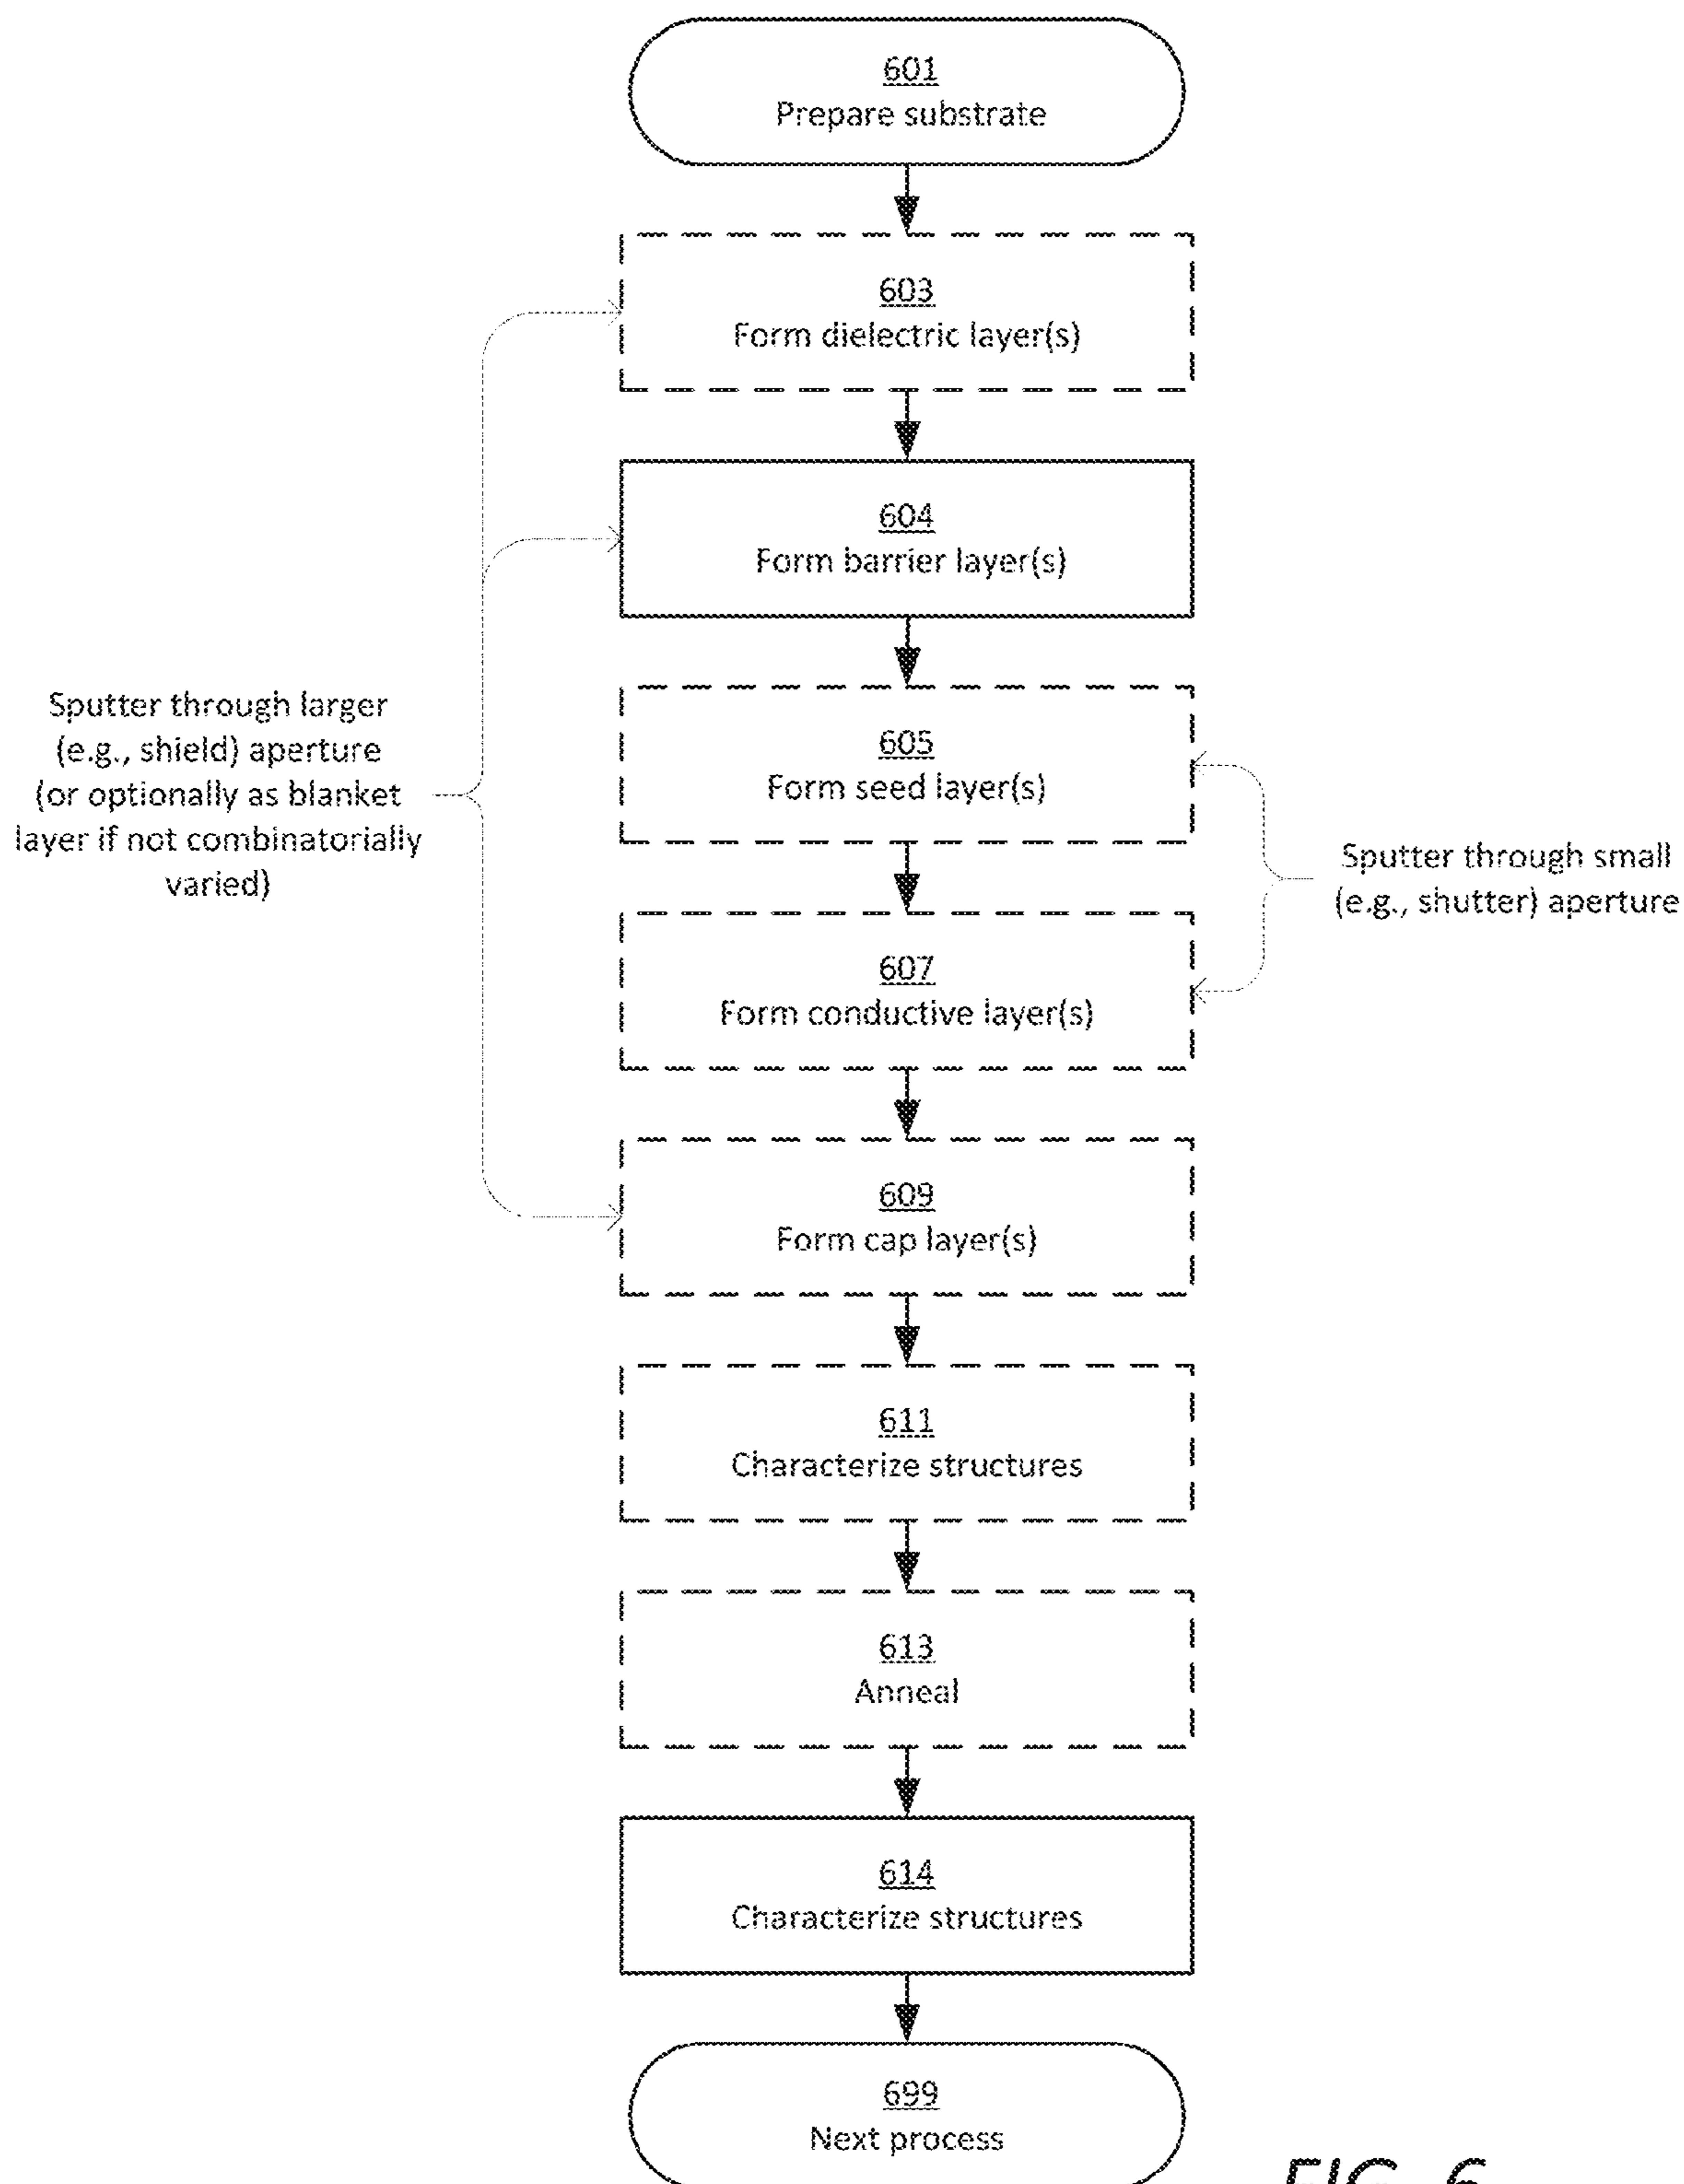 601
Prepare substrate
603
Form dielectric layer(s)
604
Form barrier layer(s)
Sputter through larger
(e.g., shield) aperture
(or optionally as blanket
layer if not combinatorially
varied)
605
Form seed layer(s)
Sputter through small
(e.g., shutter) aperture
607
Form conductive layer(s)
609
Form cap layer(s)
611
Characterize structures
613
Anneal
614
Characterize structures
699
Next process
FIG. 6